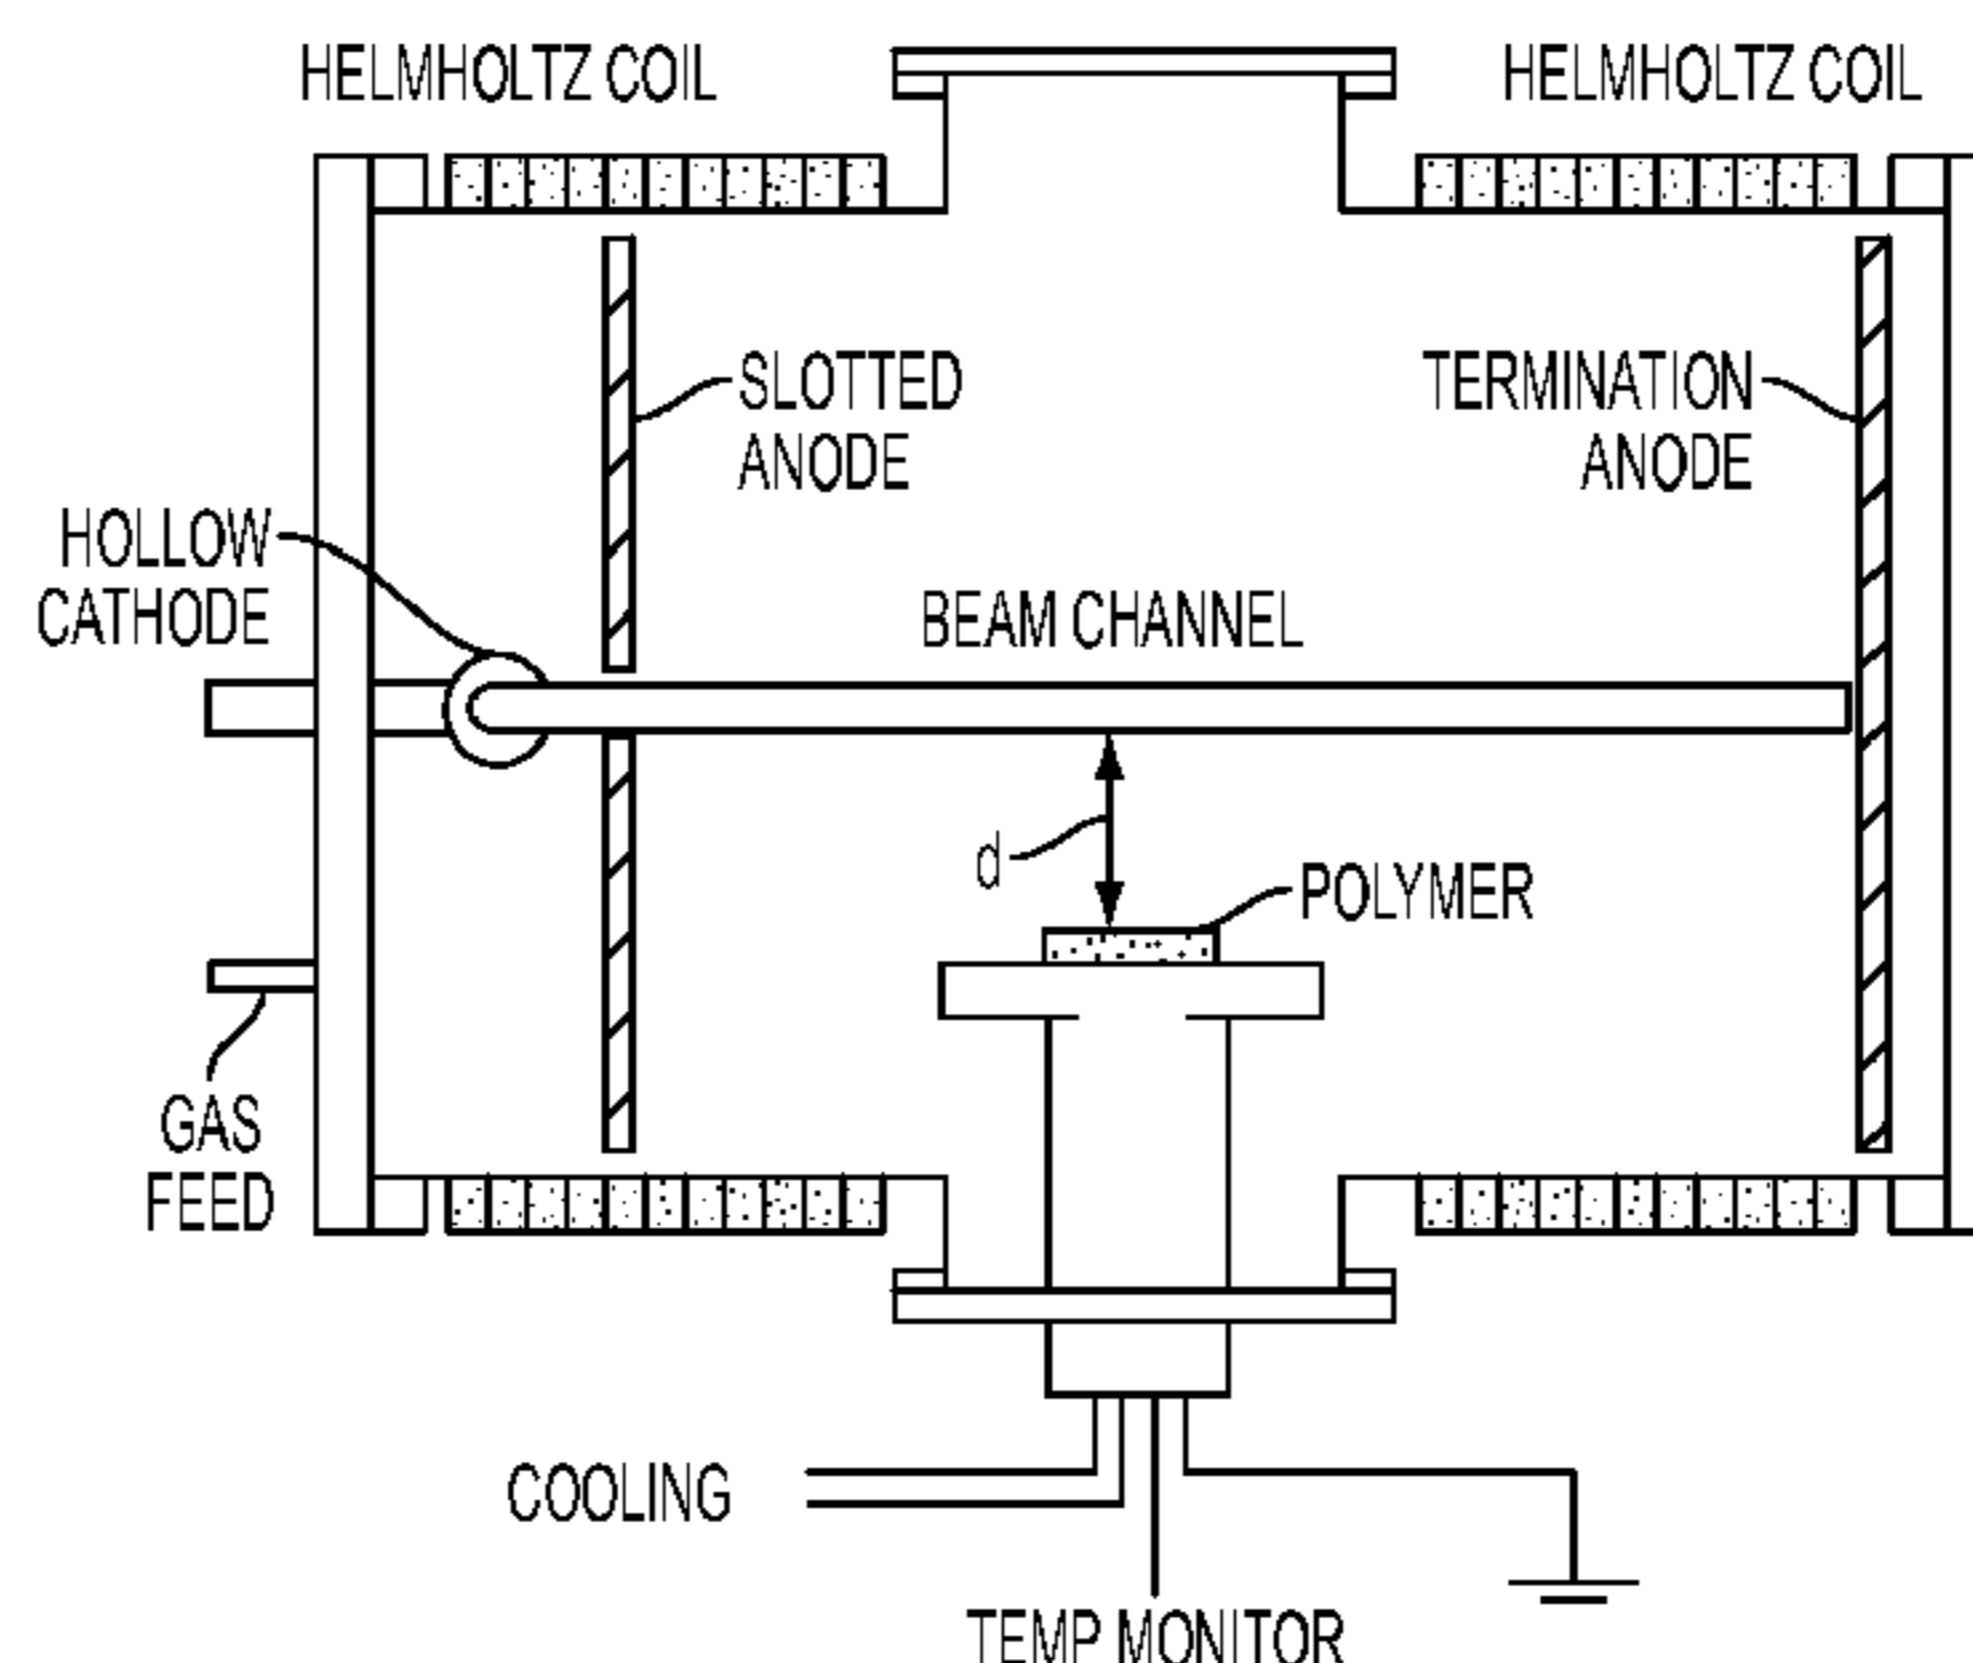 HELMHOLTZ COIL
HELMHOLTZ COIL
SLOTTED
ANODE
TERMINATION
ANODE
HOLLOW
CATHODE
BEAM CHANNEL
d
POLYMER
GAS
FEED
COOLING
TEMP MONITOR